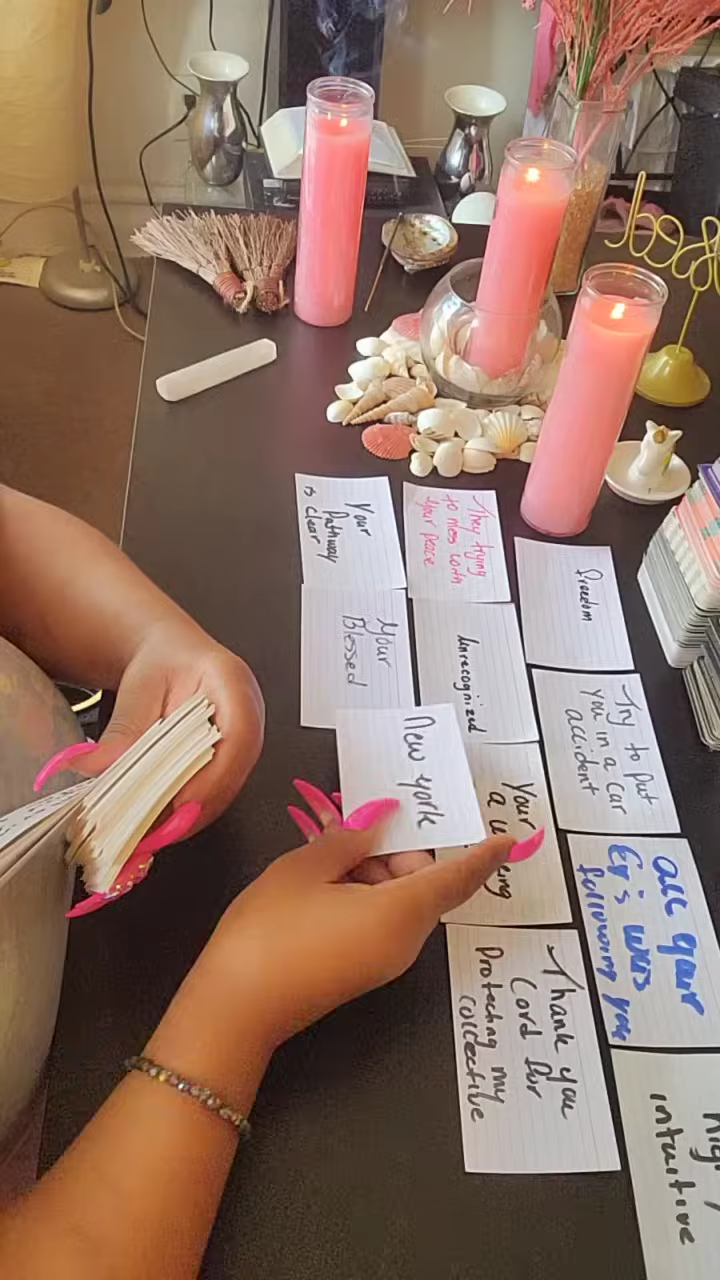 Your
Pathway
is clear
They trying
to mess with
your peace
Freedom
Your
Blessed
Unrecognized
Try to put
you in a car
accident
New york
Your
a
all your
Ex's was
following you
Thank you
Lord for
Protecting my
collective
intuitive